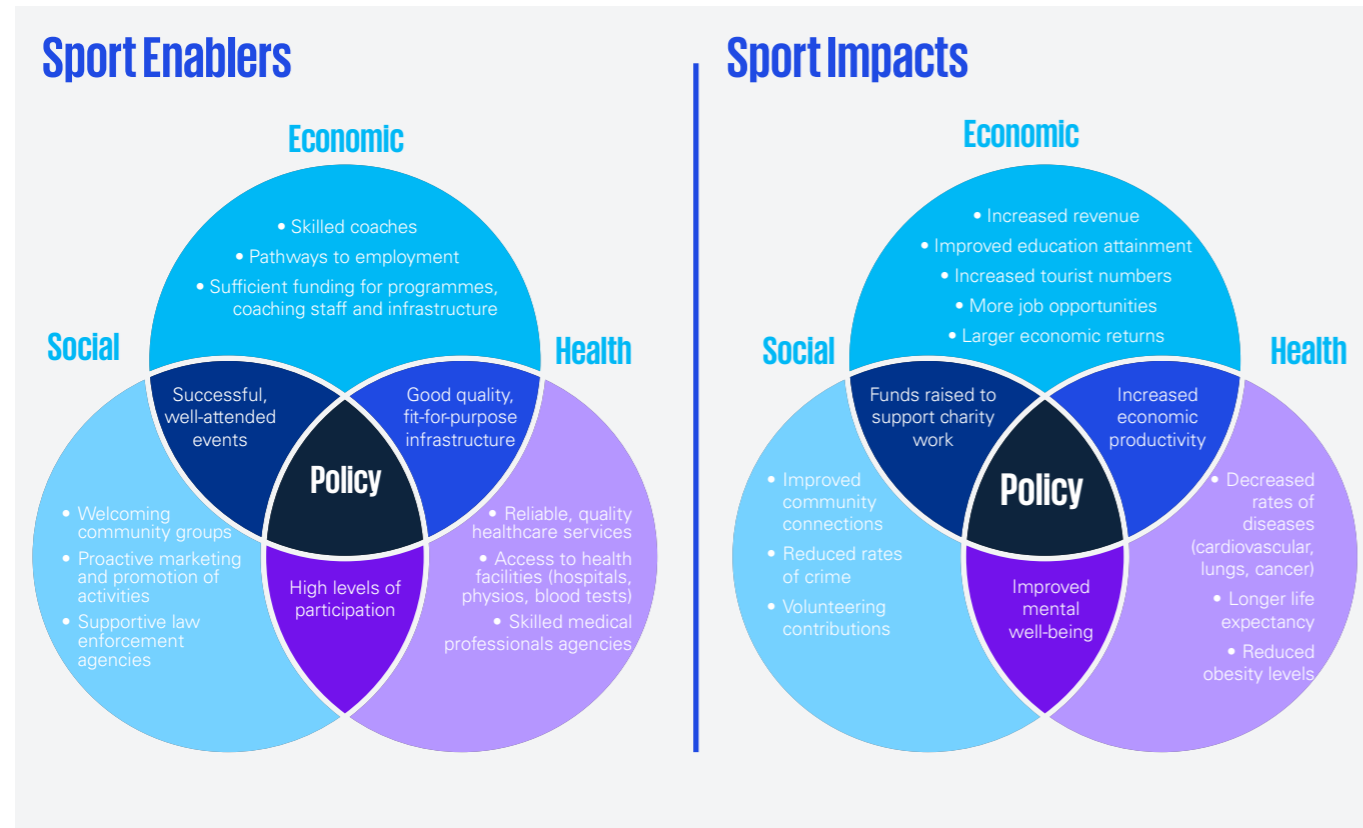 Sport Enablers
Economic
• Skilled coaches
• Pathways to employment
• Sufficient funding for programmes,
coaching staff and infrastructure
Social
Health
Successful,
well-attended
events
Good quality,
fit-for-purpose
infrastructure
Policy
• Welcoming
community groups
• Proactive marketing
and promotion of
activities
• Supportive law
enforcement
agencies
High levels of
participation
• Reliable, quality
healthcare services
• Access to health
facilities (hospitals,
physios, blood tests)
• Skilled medical
professionals agencies
Sport Impacts
Economic
• Increased revenue
• Improved education attainment
• Increased tourist numbers
• More job opportunities
• Larger economic returns
Social
Health
Funds raised to
support charity
work
Increased
economic
productivity
Policy
• Improved
community
connections
• Reduced rates
of crime
• Volunteering
contributions
Improved
mental
well-being
• Decreased
rates of
diseases
(cardiovascular,
lungs, cancer)
• Longer life
expectancy
• Reduced
obesity levels